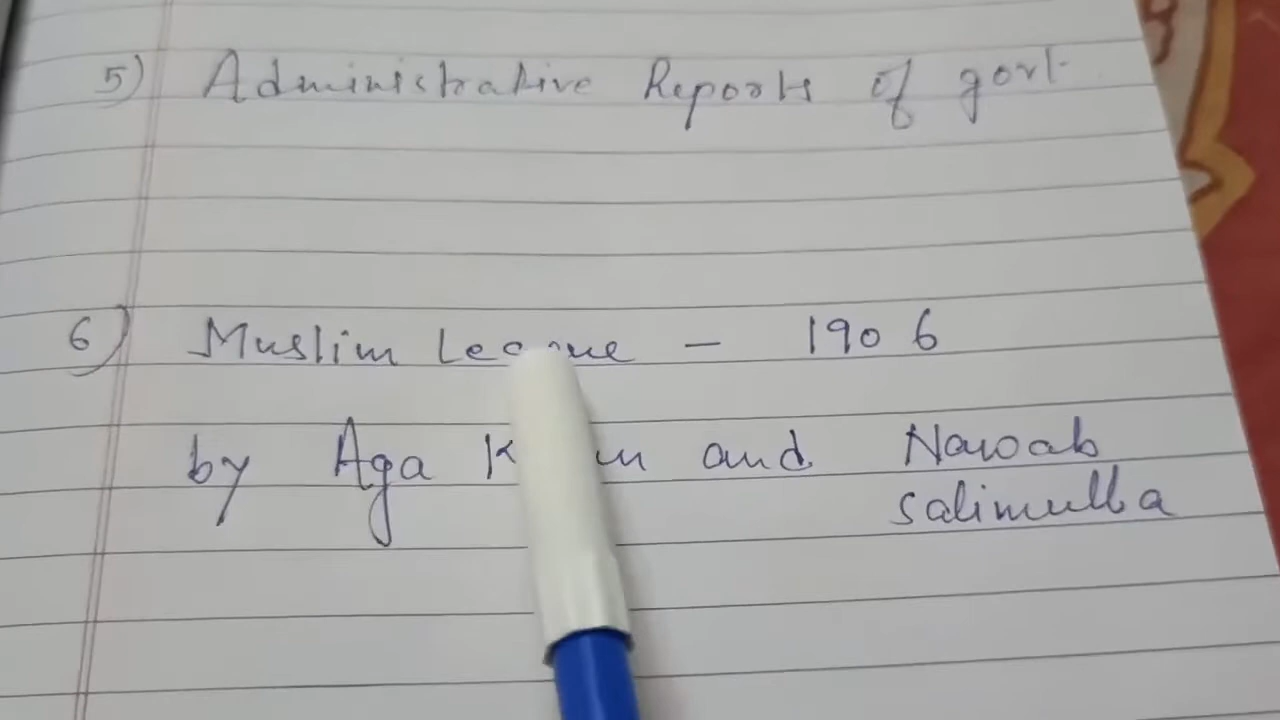 5) Administrative Reports of govt.
6) Muslim League - 1906
by Aga and Nawab
Salimulla